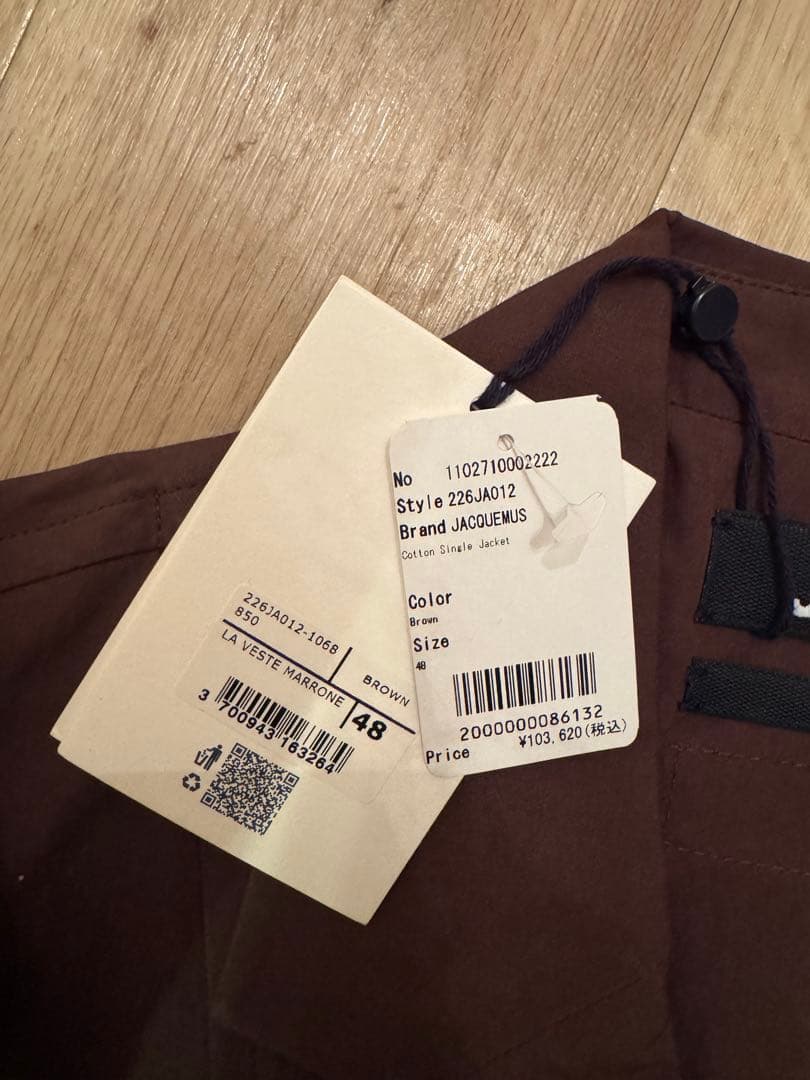 No 1102710002222
Style 226JA012
Brand JACQUEMUS
Cotton Single Jacket
Color
Brown
Size
48
2000000086132
Price ¥103,620(税込)
226JA012-1068
850
BROWN
LA VESTE MARRONE
48
3 700943 163264